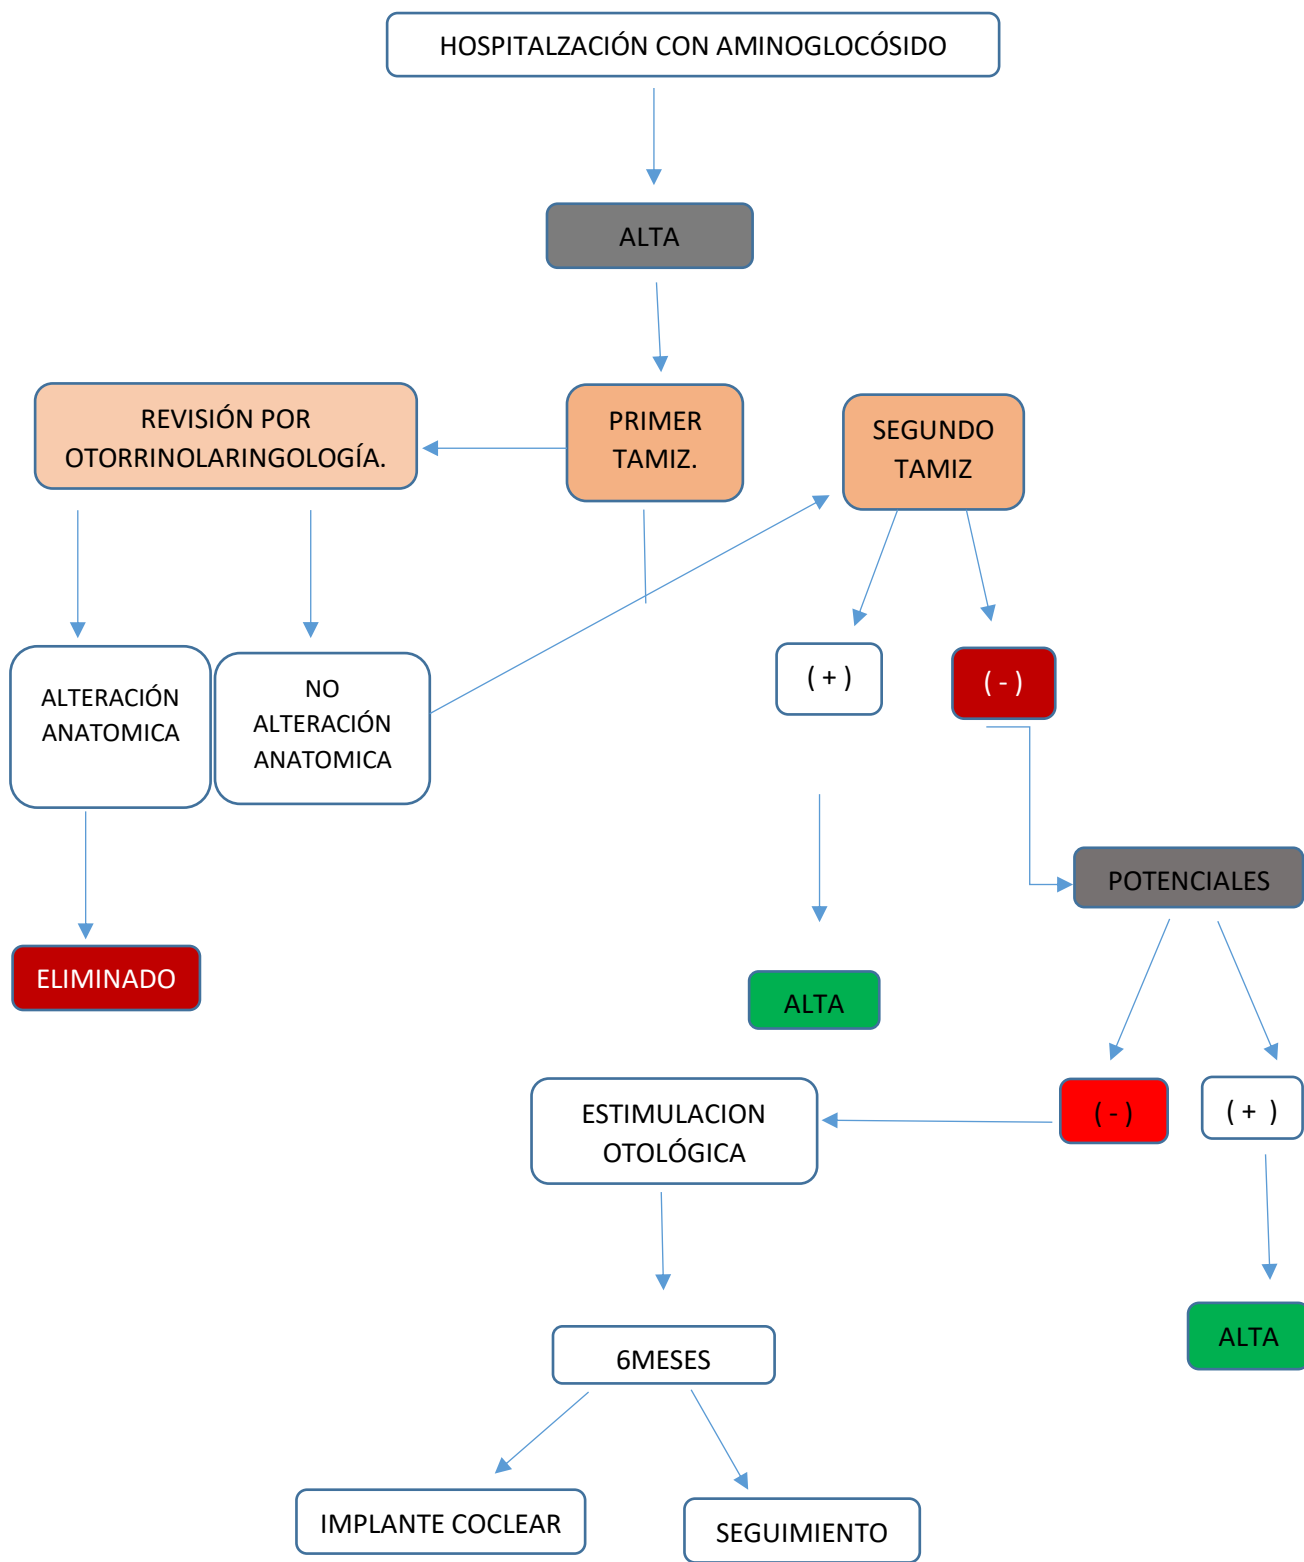 HOSPITALZACIÓN CON AMINOGLOCÓSIDO
ALTA
REVISIÓN POR
OTORRINOLARINGOLOGÍA.
PRIMER
TAMIZ.
SEGUNDO
TAMIZ
ALTERACIÓN
ANATOMICA
NO
ALTERACIÓN
ANATOMICA
( + )
( - )
POTENCIALES
ELIMINADO
ALTA
ESTIMULACION
OTOLÓGICA
( - )
( + )
ALTA
6MESES
IMPLANTE COCLEAR
SEGUIMIENTO